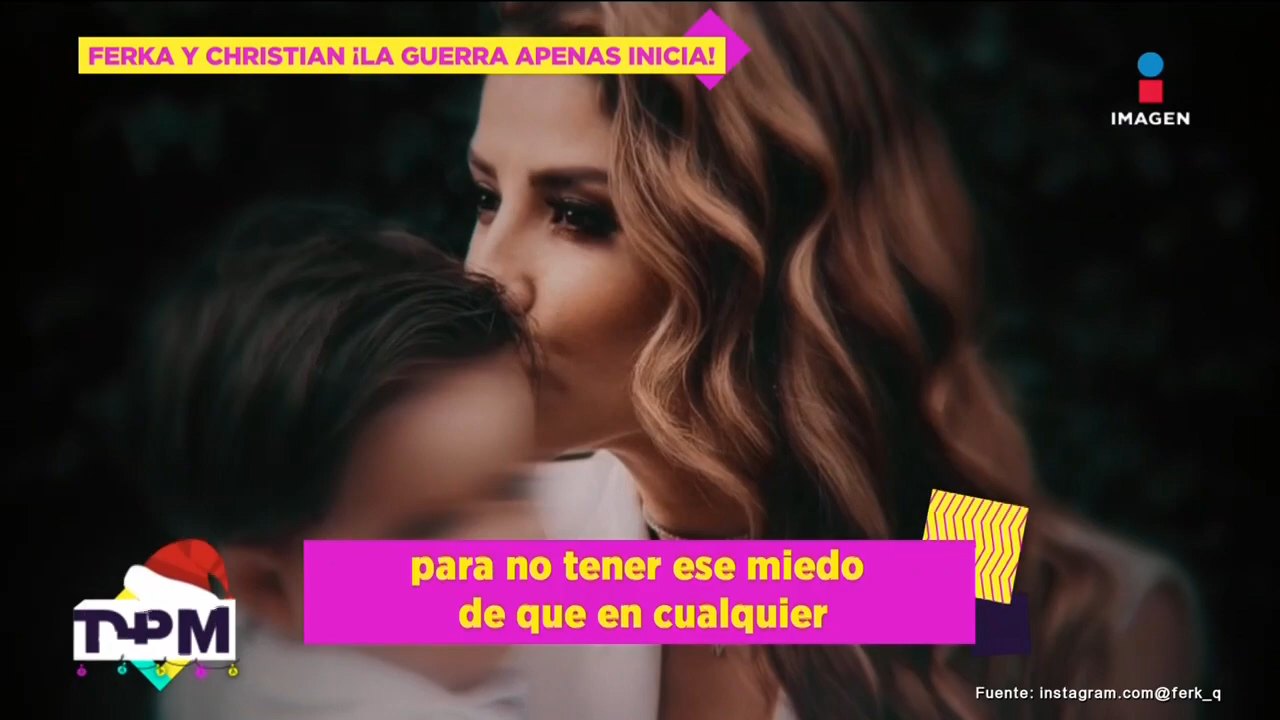 FERKA Y CHRISTIAN ¡LA GUERRA APENAS INICIA!
IMAGEN
para no tener ese miedo
de que en cualquier
DPM
Fuente: instagram.com@ferk_q